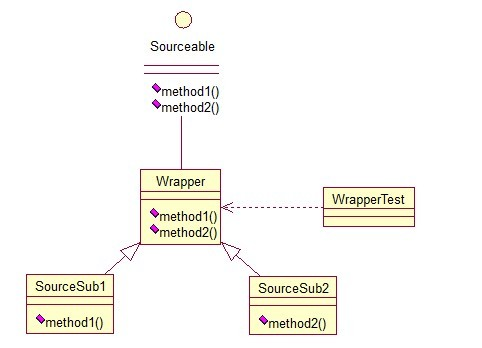 Sourceable
method1()
method2()
Wrapper
method1()
method2()
WrapperTest
SourceSub1
method1()
SourceSub2
method2()